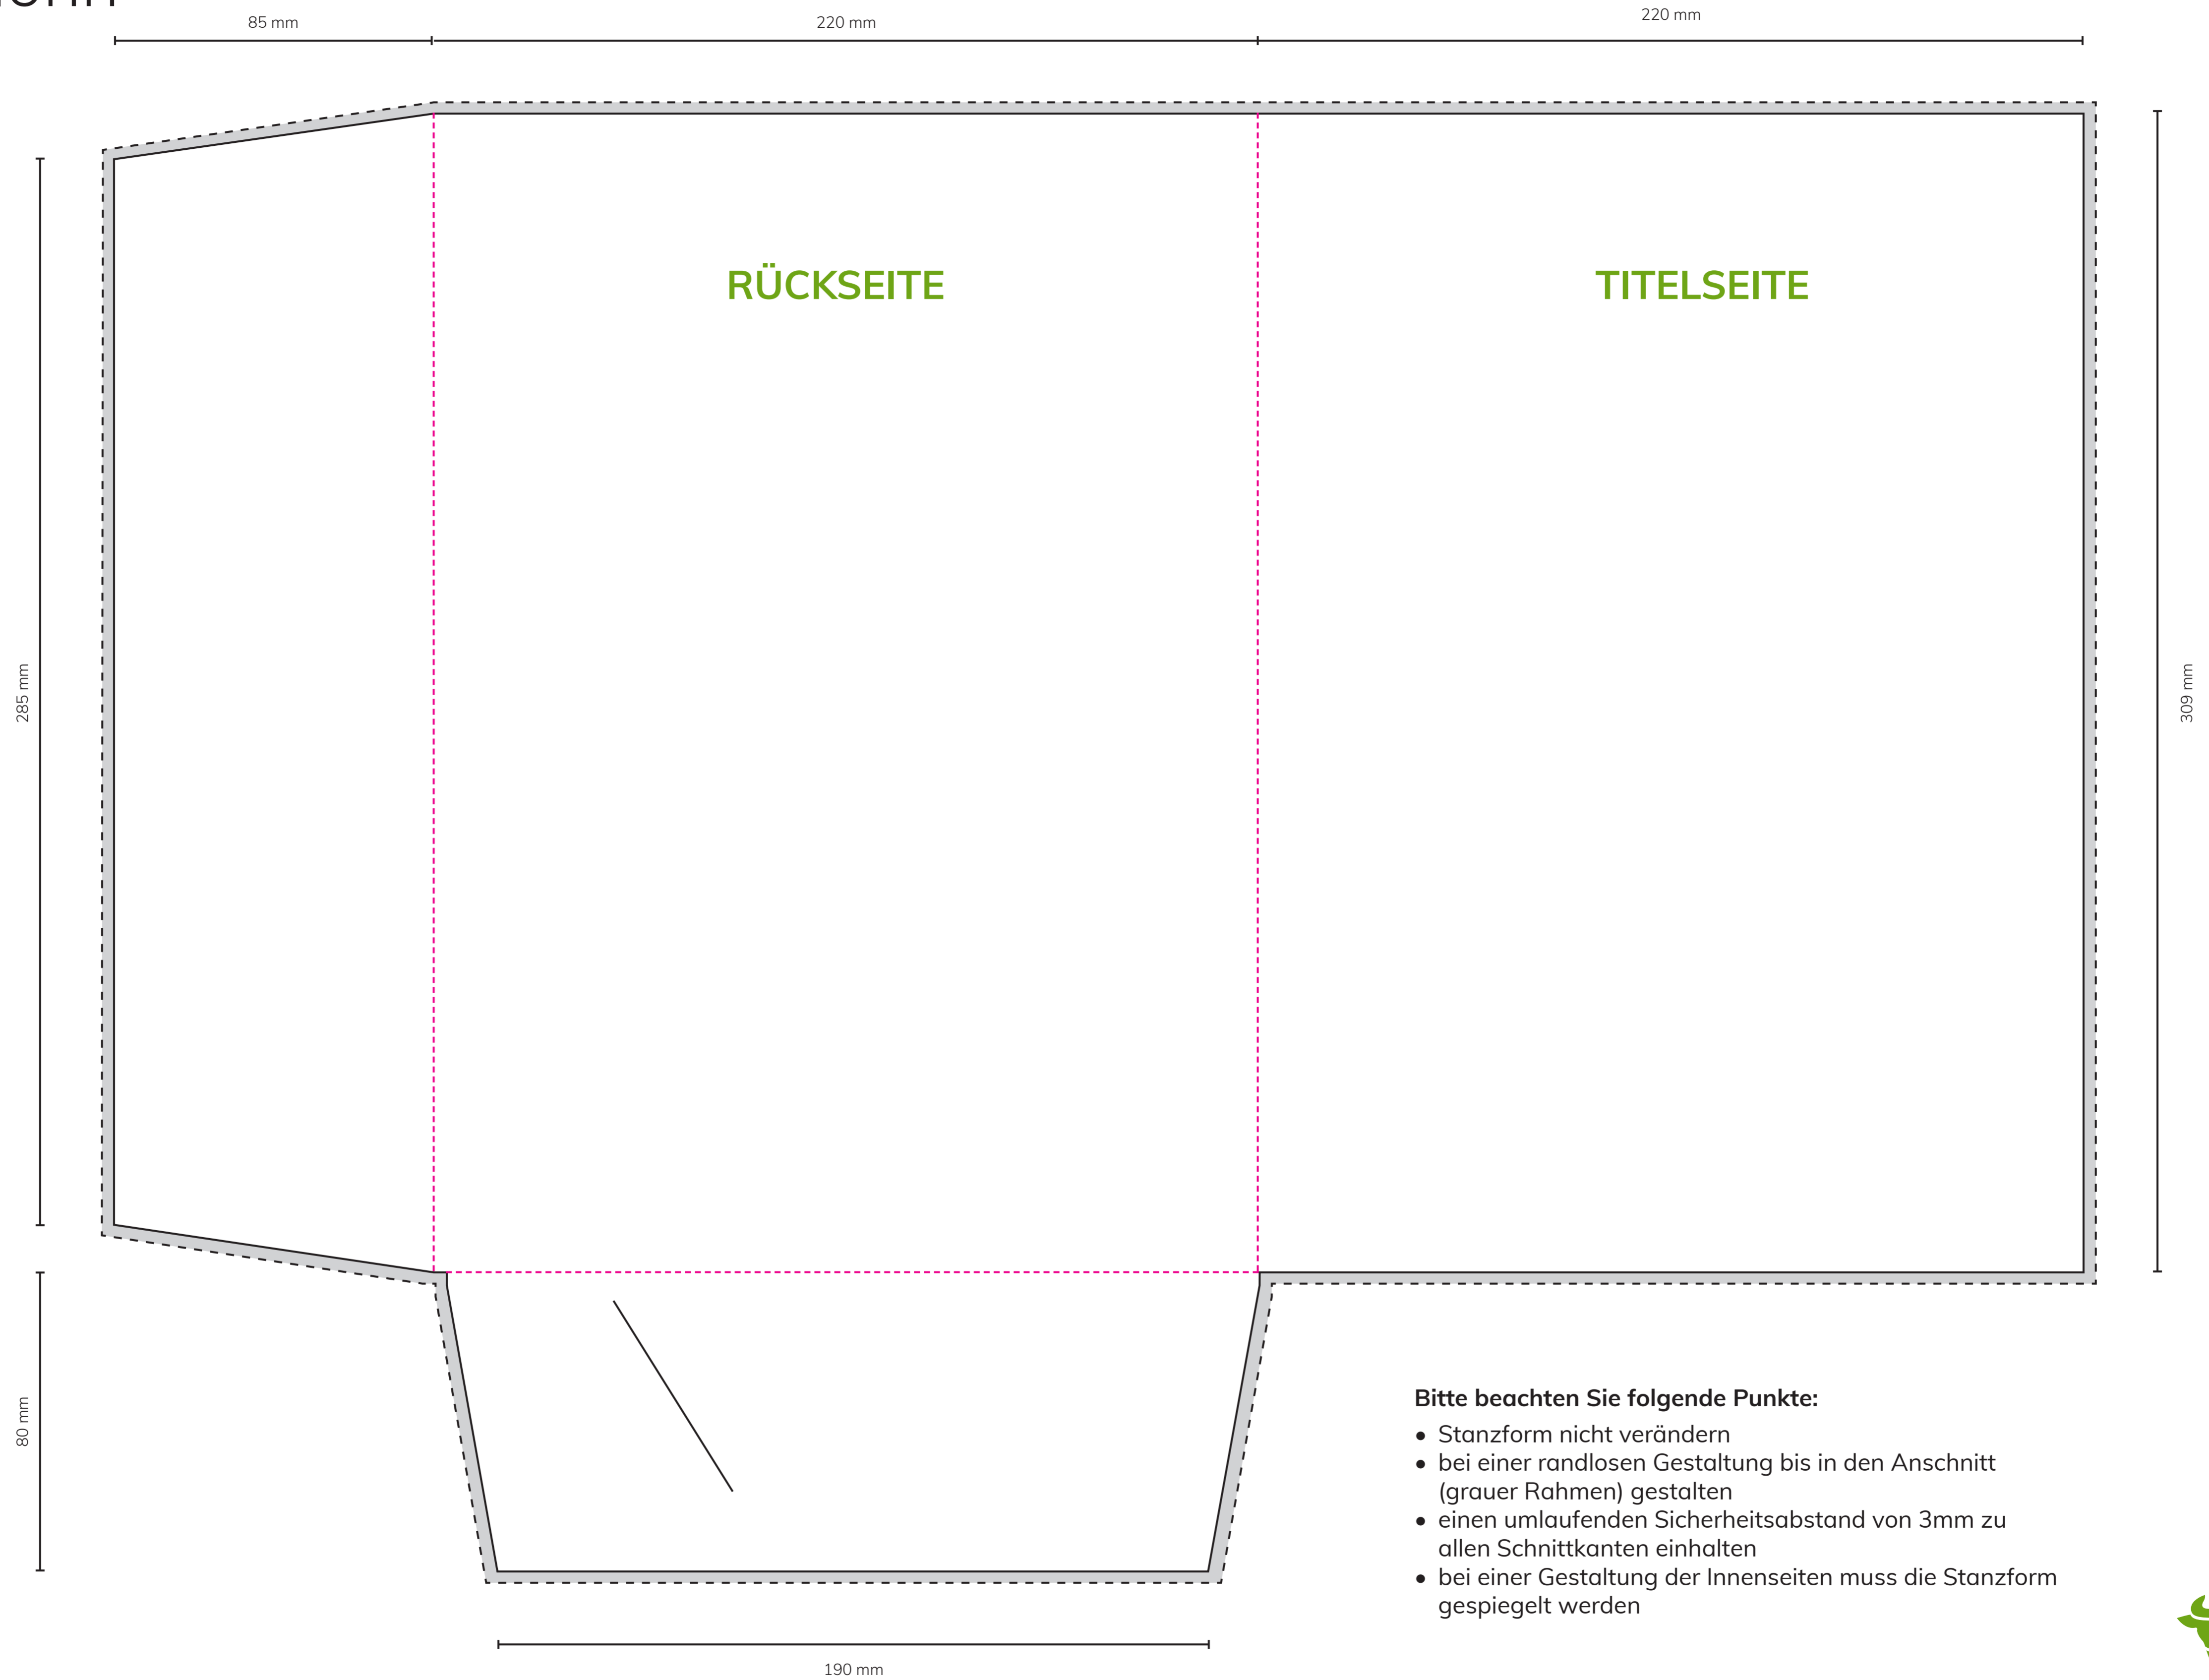 85 mm
220 mm
220 mm
RÜCKSEITE
TITELSEITE
285 mm
309 mm
80 mm
Bitte beachten Sie folgende Punkte:
• Stanzform nicht verändern
• bei einer randlosen Gestaltung bis in den Anschnitt
(grauer Rahmen) gestalten
• einen umlaufenden Sicherheitsabstand von 3mm zu
allen Schnittkanten einhalten
• bei einer Gestaltung der Innenseiten muss die Stanzform
gespiegelt werden
190 mm